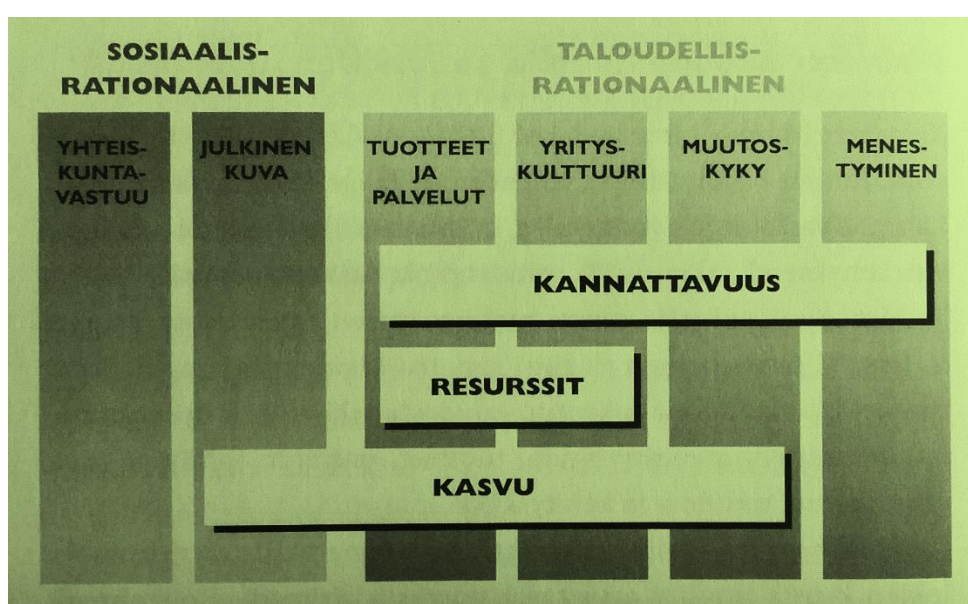 SOSIAALIS-
RATIONAALINEN
TALOUDELLIS-
RATIONAALINEN
YHTEIS-
KUNTA-
VASTUU
JULKINEN
KUVA
TUOTTEET
JA
PALVELUT
YRITYS-
KULTTUURI
MUUTOS-
KYKY
MENES-
TYMINEN
KANNATTAVUUS
RESURSSIT
KASVU